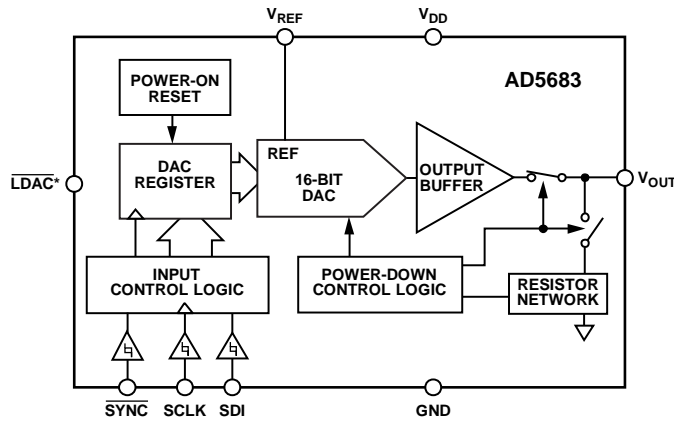 VREF
VDD
POWER-ON
RESET
AD5683
REF
DAC
REGISTER
16-BIT
DAC
OUTPUT
BUFFER
LDAC*
VOUT
INPUT
CONTROL LOGIC
POWER-DOWN
CONTROL LOGIC
RESISTOR
NETWORK
SYNC
SCLK
SDI
GND